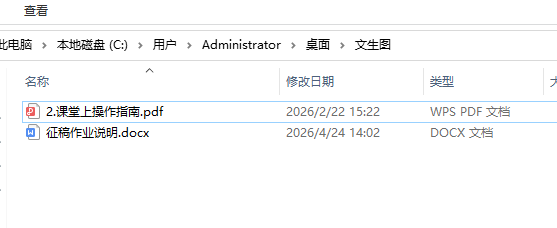 查看
此电脑 > 本地磁盘 (C:) > 用户 > Administrator > 桌面 > 文生图
名称 修改日期 类型
2.课堂上操作指南.pdf 2026/2/22 15:22 WPS PDF 文档
征稿作业说明.docx 2026/4/24 14:02 DOCX 文档